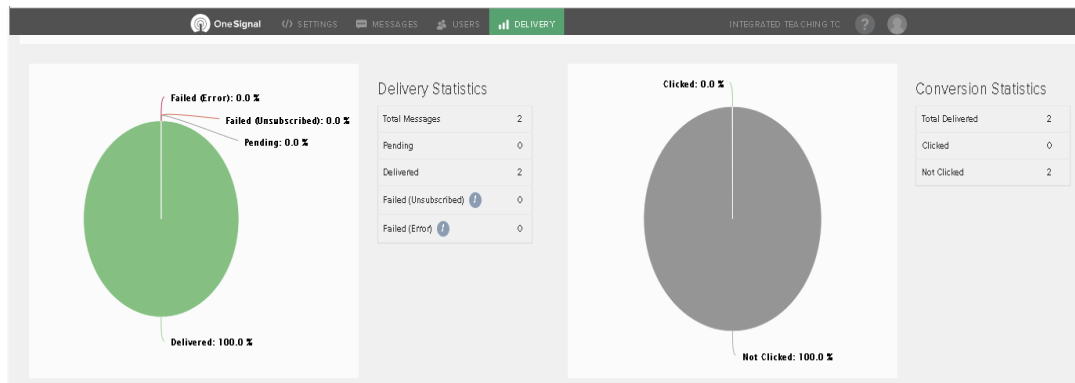 OneSignal </> SETTINGS MESSAGES USERS DELIVERY INTEGRATED TEACHING TC ?
Failed (Error): 0.0 %
Failed (Unsubscribed): 0.0 %
Pending: 0.0 %
Delivered: 100.0 %
Delivery Statistics
Total Messages 2
Pending 0
Delivered 2
Failed (Unsubscribed) ! 0
Failed (Error) ! 0
Clicked: 0.0 %
Not Clicked: 100.0 %
Conversion Statistics
Total Delivered 2
Clicked 0
Not Clicked 2